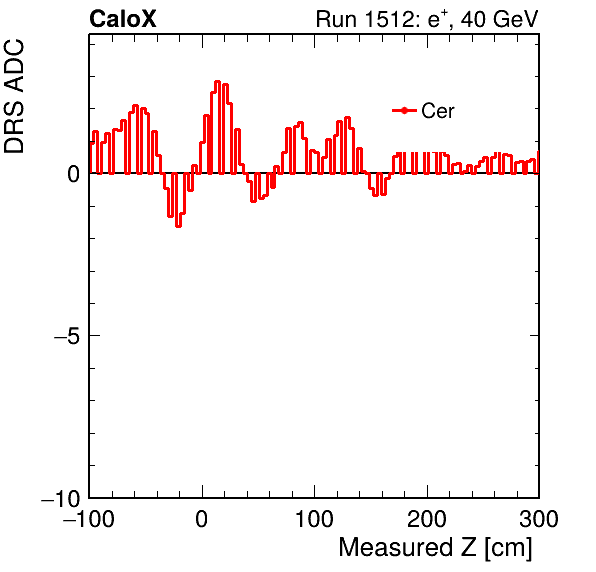 CaloX Run 1512: e⁺, 40 GeV
DRS ADC
Cer
0
−5
−10
−100 0 100 200 300
Measured Z [cm]